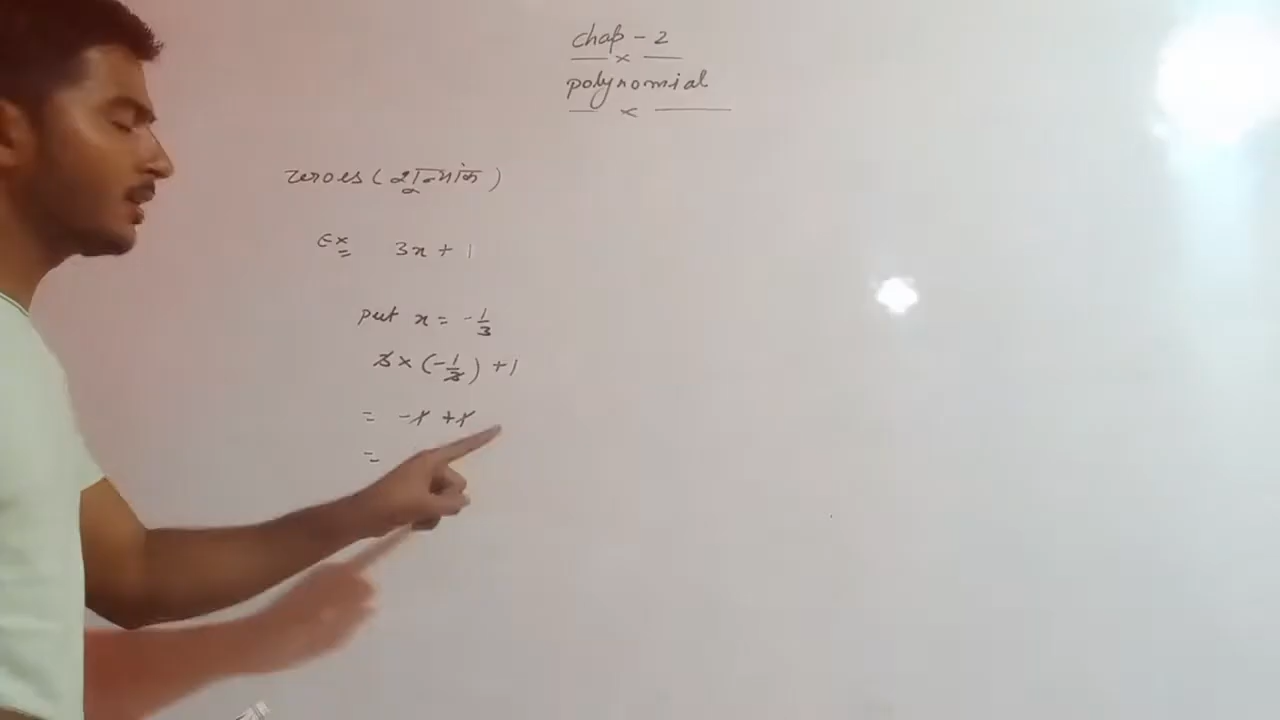 chap - 2
polynomial
zeroes (शून्यांक)
Ex 3x + 1
put x = -1/3
3 × (-1/3) + 1
= -1 + 1
=